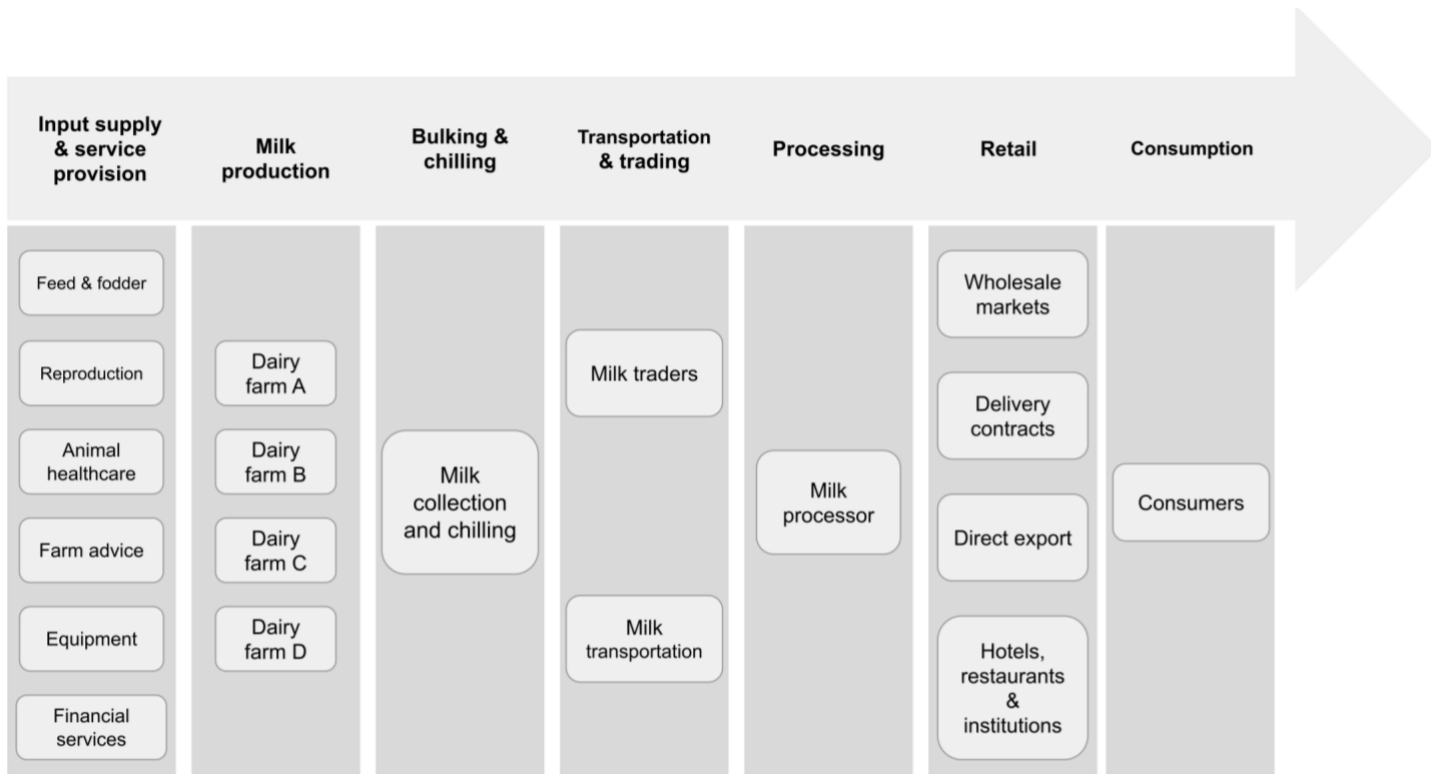 Input supply
& service
provision
Milk
production
Bulking &
chilling
Transportation
& trading
Processing
Retail
Consumption
Feed & fodder
Reproduction
Animal
healthcare
Farm advice
Equipment
Financial
services
Dairy
farm A
Dairy
farm B
Dairy
farm C
Dairy
farm D
Milk
collection
and chilling
Milk traders
Milk
transportation
Milk
processor
Wholesale
markets
Delivery
contracts
Direct export
Hotels,
restaurants
&
institutions
Consumers